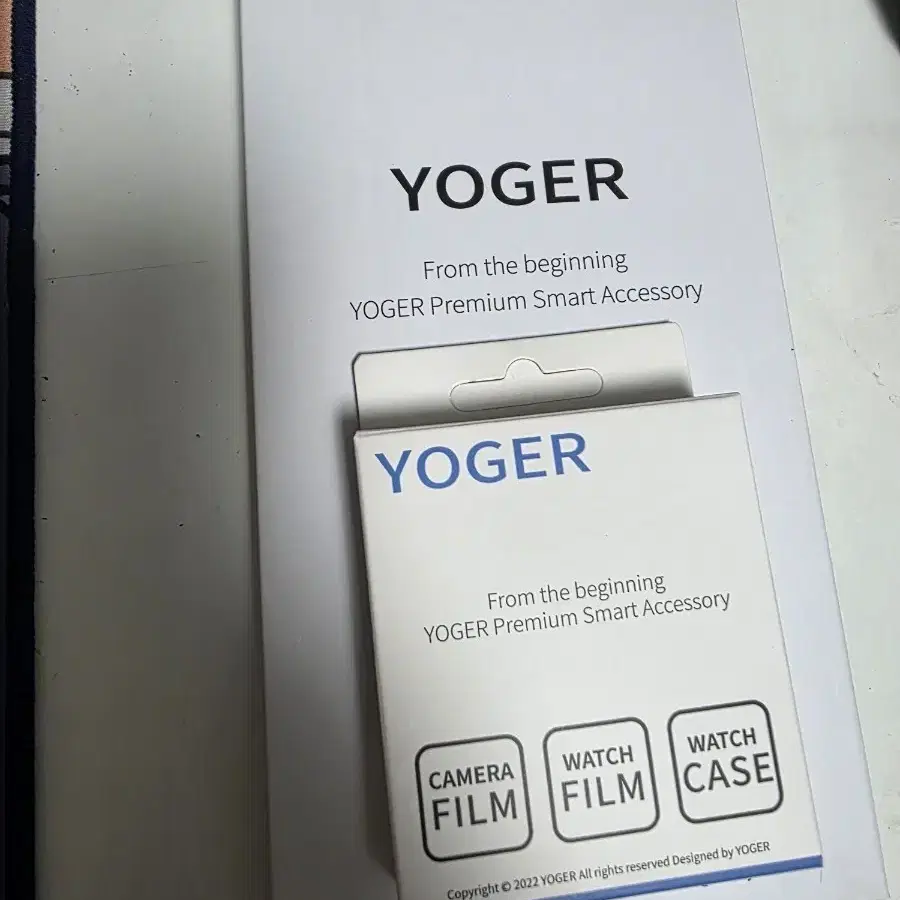 YOGER
From the beginning
YOGER Premium Smart Accessory
YOGER
From the beginning
YOGER Premium Smart Accessory
CAMERA
FILM
WATCH
FILM
WATCH
CASE
Copyright © 2022 YOGER All rights reserved Designed by YOGER